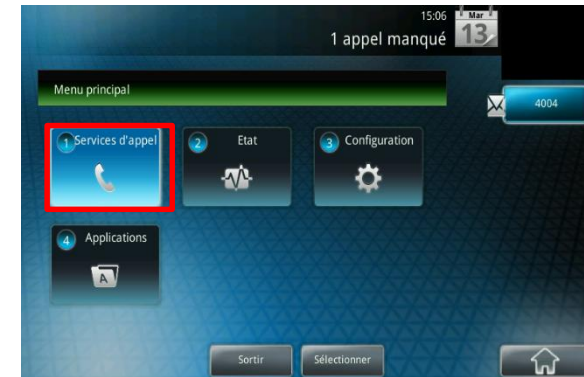 15:06
1 appel manqué
Mar
13
Menu principal
4004
1 Services d'appel
2 Etat
3 Configuration
4 Applications
A
Sortir
Sélectionner